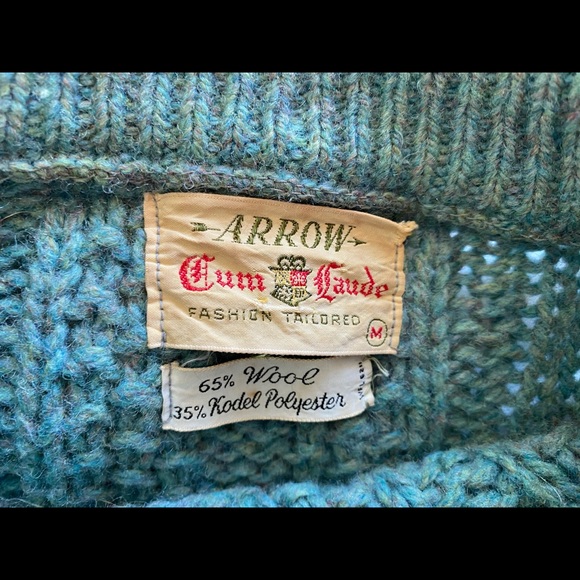 ARROW
Cum Laude
FASHION TAILORED M
65% Wool
35% Kodel Polyester